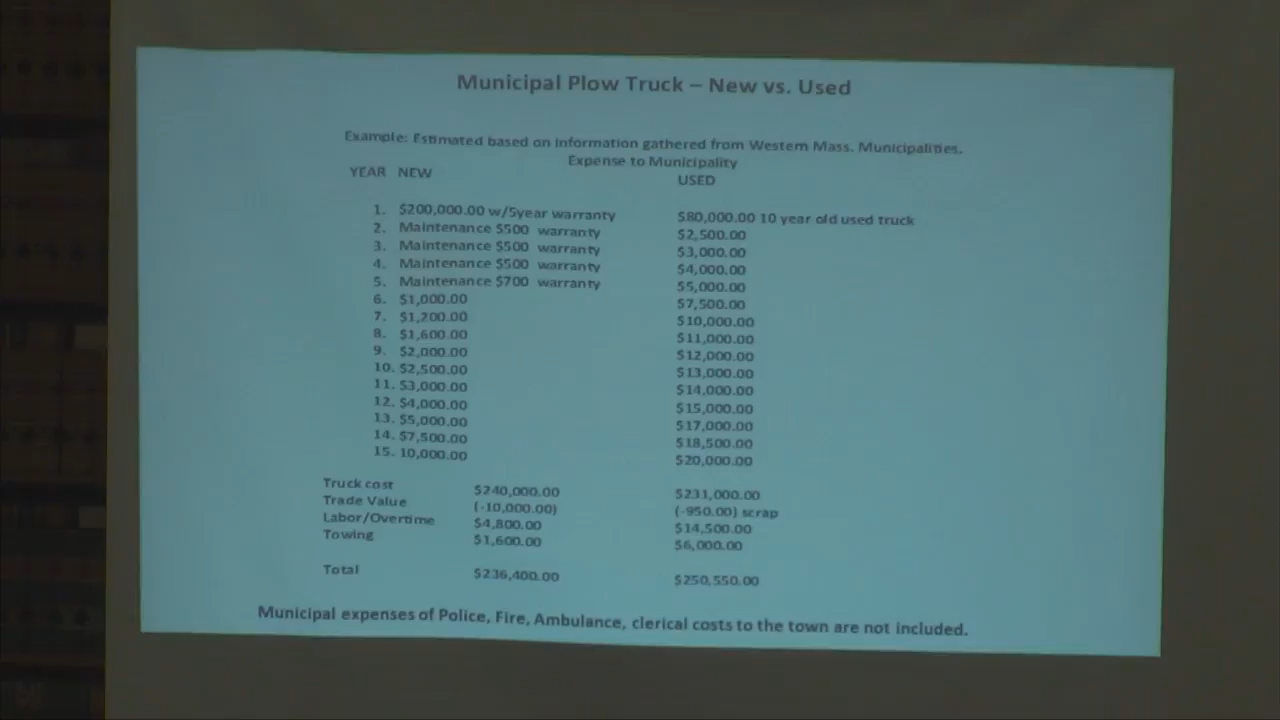 Municipal Plow Truck – New vs. Used
Example: Estimated based on information gathered from Western Mass. Municipalities.
Expense to Municipality
YEAR NEW USED
1. $200,000.00 w/5year warranty $80,000.00 10 year old used truck
2. Maintenance $500 warranty $2,500.00
3. Maintenance $500 warranty $3,000.00
4. Maintenance $500 warranty $4,000.00
5. Maintenance $700 warranty $5,000.00
6. $1,000.00 $7,500.00
7. $1,200.00 $10,000.00
8. $1,600.00 $11,000.00
9. $2,000.00 $12,000.00
10. $2,500.00 $13,000.00
11. $3,000.00 $14,000.00
12. $4,000.00 $15,000.00
13. $5,000.00 $17,000.00
14. $7,500.00 $18,500.00
15. 10,000.00 $20,000.00
Truck cost $240,000.00 $231,000.00
Trade Value (-10,000.00) (-950.00) scrap
Labor/Overtime $4,800.00 $14,500.00
Towing $1,600.00 $6,000.00
Total $236,400.00 $250,550.00
Municipal expenses of Police, Fire, Ambulance, clerical costs to the town are not included.